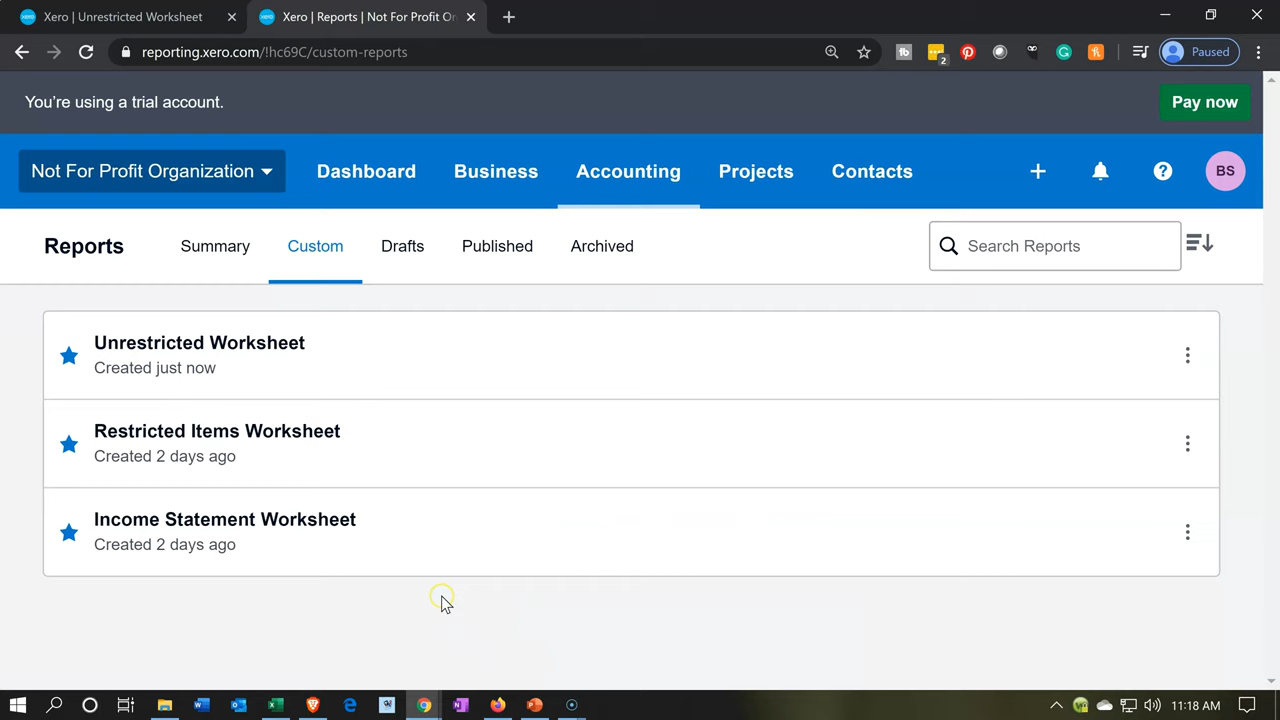 Xero | Unrestricted Worksheet
Xero | Reports | Not For Profit Or
reporting.xero.com/!hc69C/custom-reports
2
Paused
You're using a trial account.
Pay now
Not For Profit Organization
Dashboard
Business
Accounting
Projects
Contacts
BS
Reports
Summary
Custom
Drafts
Published
Archived
Search Reports
Unrestricted Worksheet
Created just now
Restricted Items Worksheet
Created 2 days ago
Income Statement Worksheet
Created 2 days ago
11:18 AM